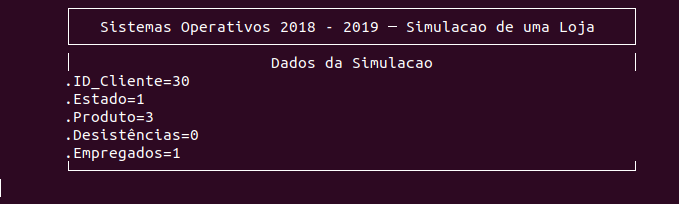 Sistemas Operativos 2018 - 2019 — Simulacao de uma Loja
Dados da Simulacao
.ID_Cliente=30
.Estado=1
.Produto=3
.Desistências=0
.Empregados=1